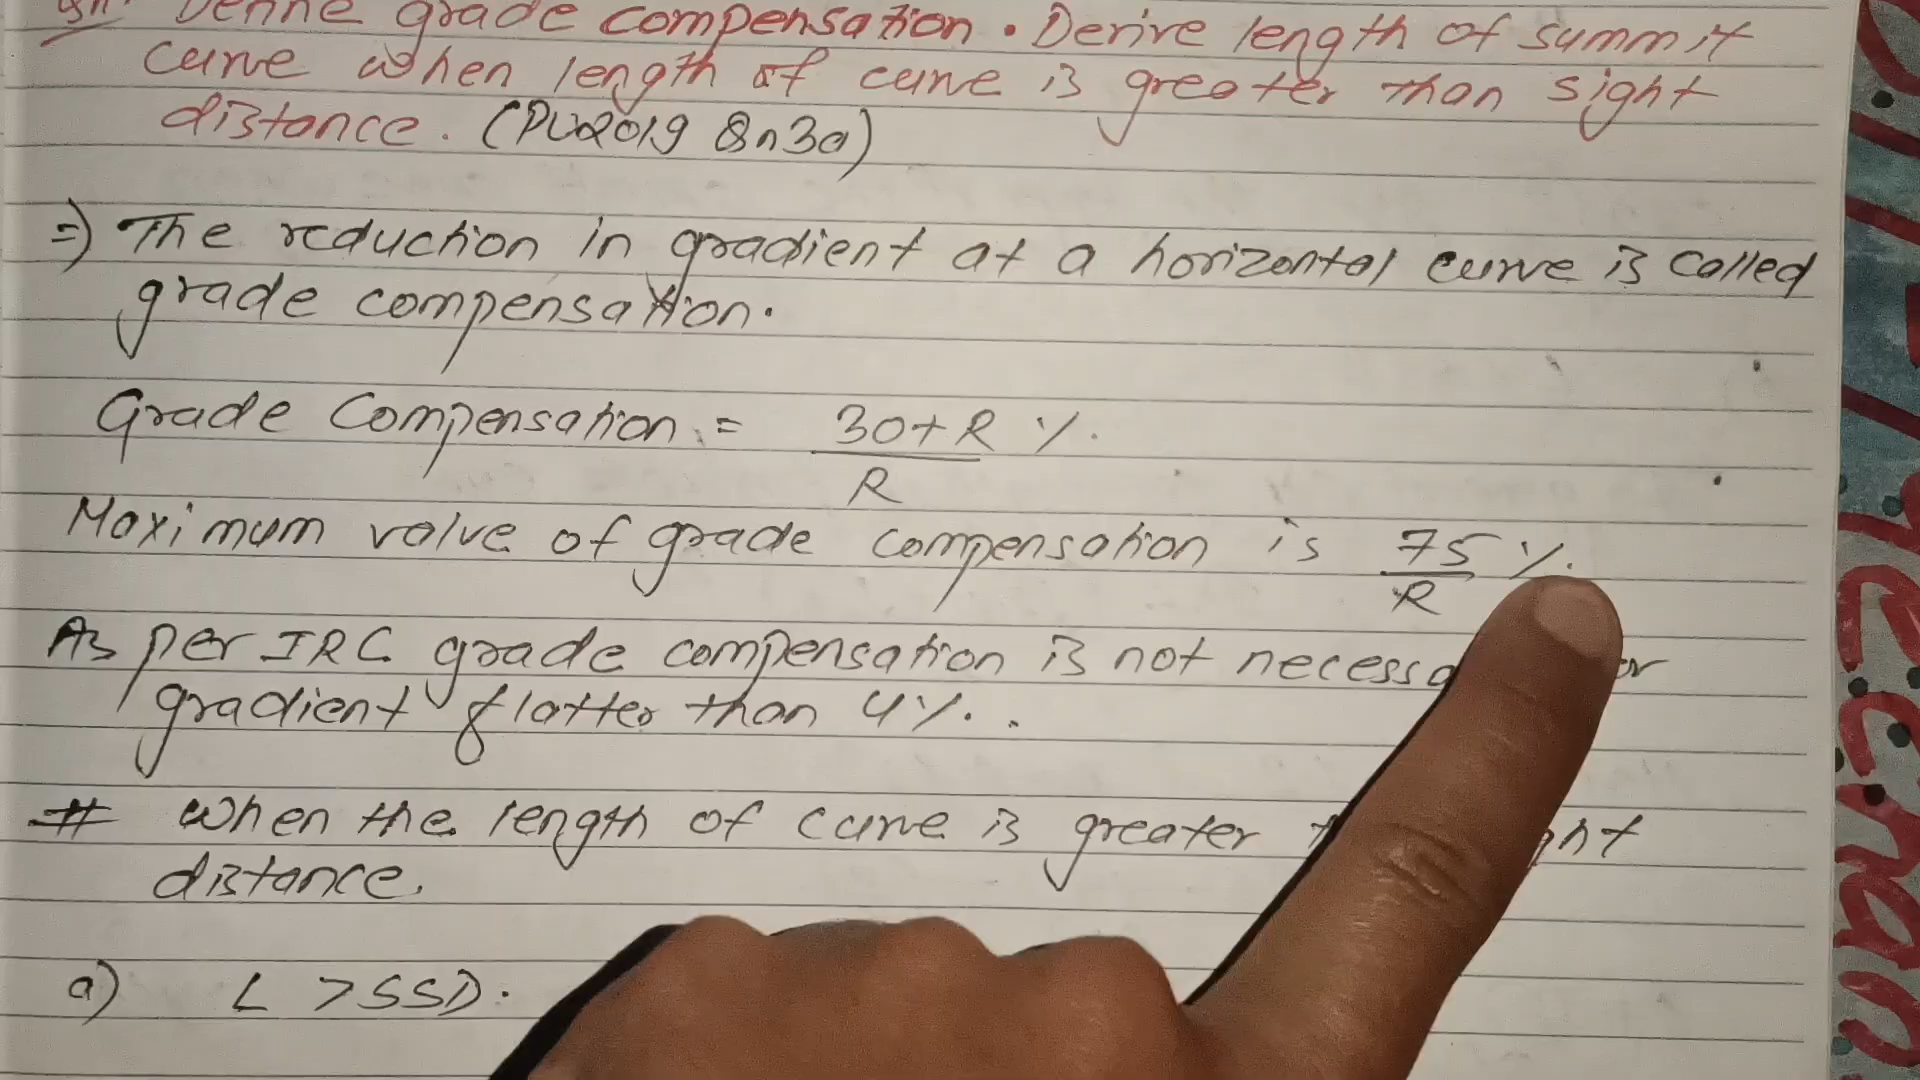 Define grade compensation. Derive length of summit
curve when length of curve is greater than sight
distance. (PU2019 Qn3a)
=) The reduction in gradient at a horizontal curve is called
grade compensation.
Grade Compensation = 30+R %.
R
Maximum value of grade compensation is 75 %.
R
As per IRC grade compensation is not or
gradient flatter than 4%.
# When the length of curve is greater
distance.
a) L >SSD.